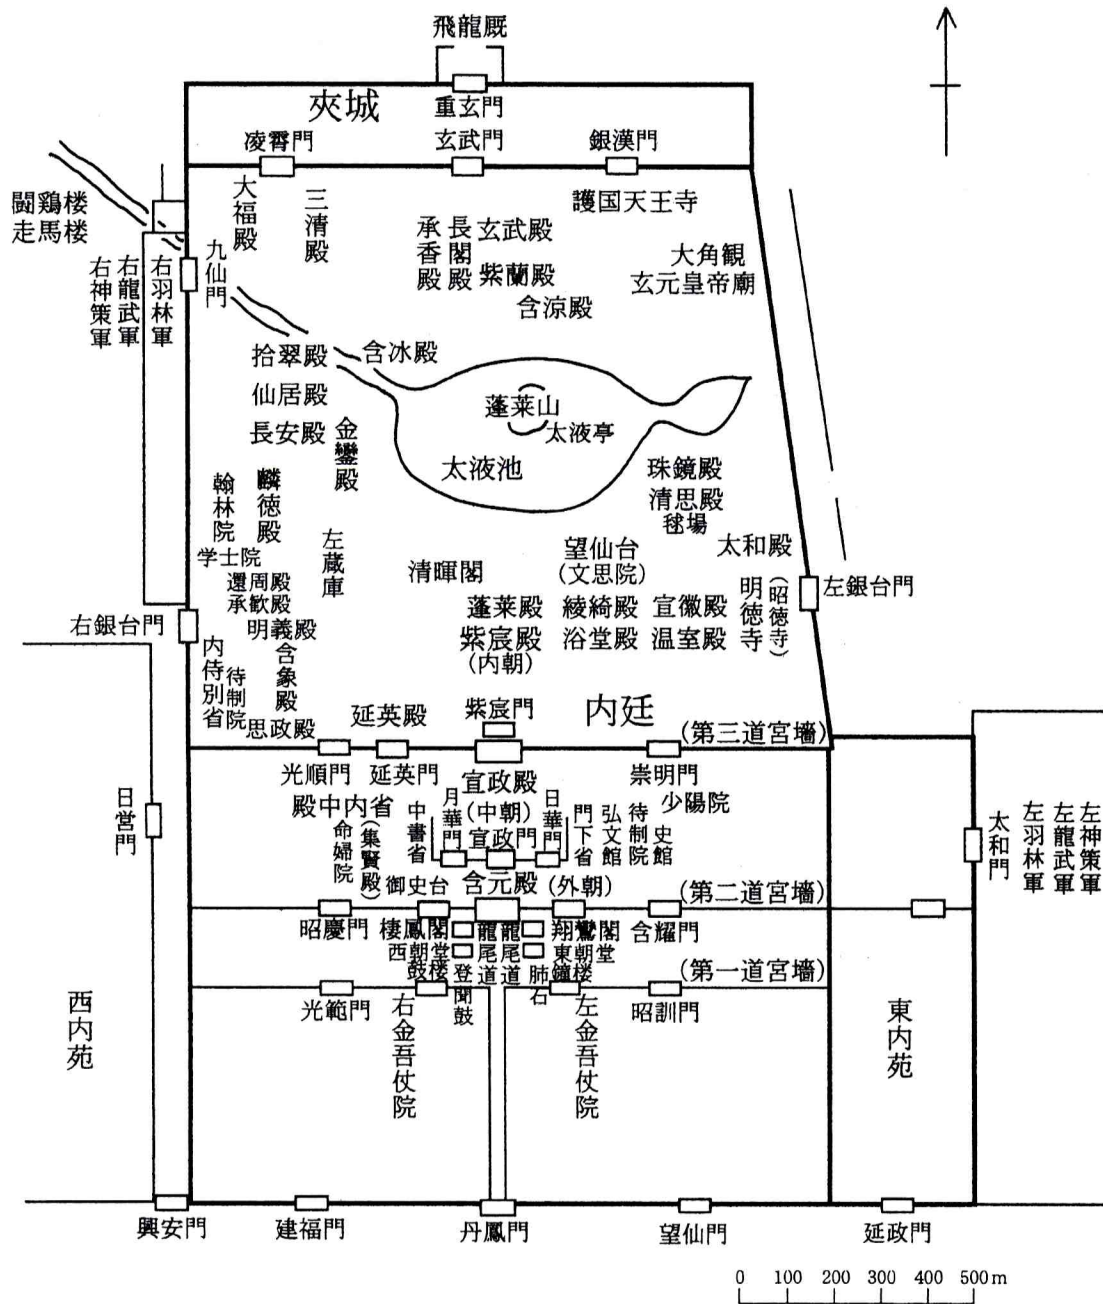 飛龍厩
夾城
重玄門
凌霄門
玄武門
銀漢門
大福殿
三清殿
承香殿
長閣殿
玄武殿
紫蘭殿
含涼殿
護国天王寺
大角観
玄元皇帝廟
闘鶏楼
走馬楼
九仙門
右羽林軍
右龍武軍
右神策軍
拾翠殿
含冰殿
仙居殿
長安殿
金鑾殿
蓬莱山
太液亭
太液池
珠鏡殿
清思殿
毬場
翰林院
麟徳殿
学士院
左蔵庫
清暉閣
望仙台
(文思院)
太和殿
還周殿
承歓殿
明義殿
含象殿
蓬莱殿
綾綺殿
宣徽殿
紫宸殿
(内朝)
浴堂殿
温室殿
明徳寺
(昭徳寺)
左銀台門
右銀台門
内侍別省
待制院
思政殿
延英殿
紫宸門
内廷
(第三道宮墻)
光順門
延英門
宣政殿
(中朝)
宣政門
崇明門
少陽院
殿中内省
命婦院
(集賢殿)
中書省
月華門
日華門
門下省
弘文館
待制院
史館
日営門
太和門
左神策軍
左龍武軍
左羽林軍
御史台
含元殿
(外朝)
(第二道宮墻)
昭慶門
棲鳳閣
龍尾道
龍尾道
翔鸞閣
含耀門
西朝堂
東朝堂
鼓楼
登聞鼓
肺石
鐘楼
(第一道宮墻)
光範門
右金吾仗院
左金吾仗院
昭訓門
西内苑
東内苑
興安門
建福門
丹鳳門
望仙門
延政門
0 100 200 300 400 500m